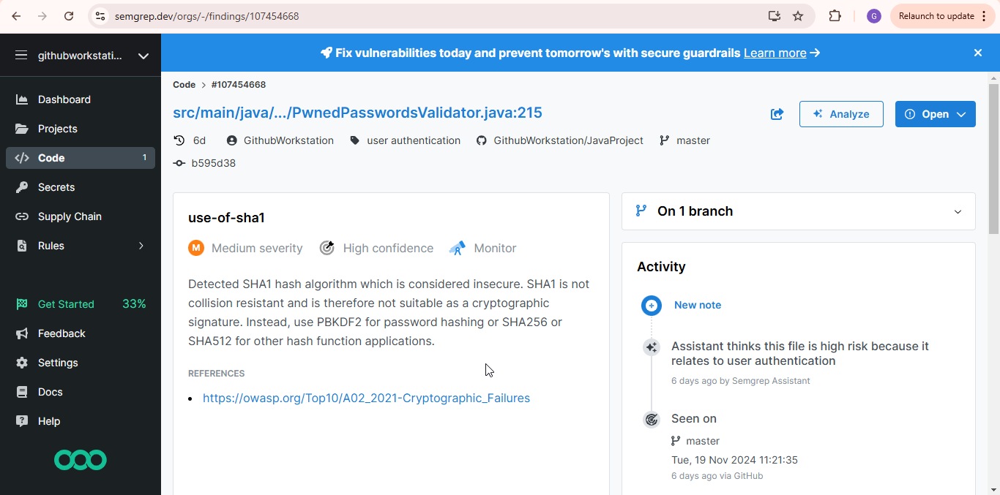 semgrep.dev/orgs/-/findings/107454668
G
Relaunch to update
githubworkstati...
Fix vulnerabilities today and prevent tomorrow's with secure guardrails Learn more
Dashboard
Projects
Code 1
Secrets
Supply Chain
Rules
Get Started 33%
Feedback
Settings
Docs
Help
Code > #107454668
src/main/java/.../PwnedPasswordsValidator.java:215
Analyze
Open
6d GithubWorkstation user authentication GithubWorkstation/JavaProject master
b595d38
use-of-sha1
M Medium severity High confidence Monitor
Detected SHA1 hash algorithm which is considered insecure. SHA1 is not
collision resistant and is therefore not suitable as a cryptographic
signature. Instead, use PBKDF2 for password hashing or SHA256 or
SHA512 for other hash function applications.
REFERENCES
https://owasp.org/Top10/A02_2021-Cryptographic_Failures
On 1 branch
Activity
New note
Assistant thinks this file is high risk because it
relates to user authentication
6 days ago by Semgrep Assistant
Seen on
master
Tue, 19 Nov 2024 11:21:35
6 days ago via GitHub